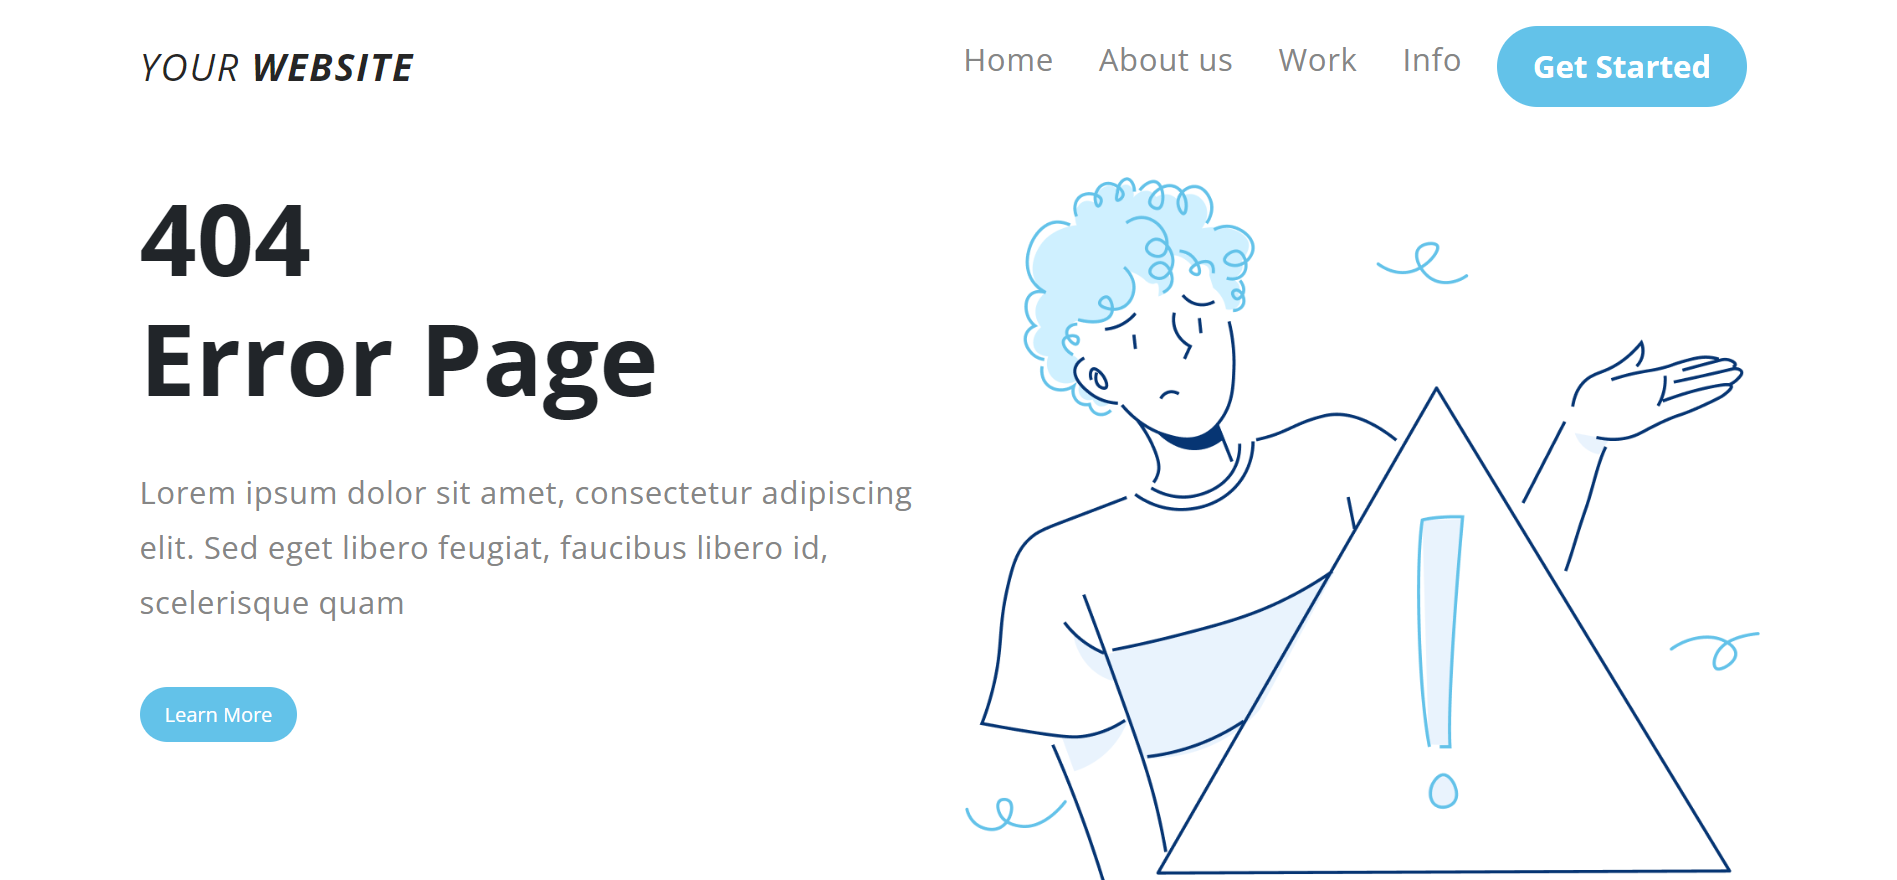 YOUR WEBSITE
Home About us Work Info Get Started
404
Error Page
Lorem ipsum dolor sit amet, consectetur adipiscing
elit. Sed eget libero feugiat, faucibus libero id,
scelerisque quam
Learn More